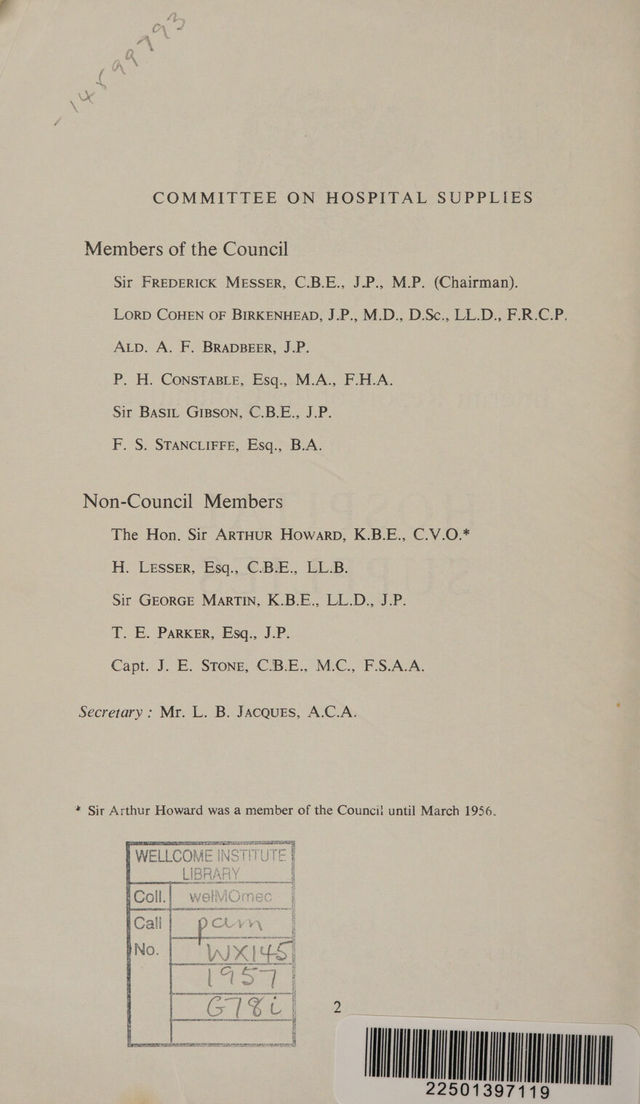 -14899793
COMMITTEE ON HOSPITAL SUPPLIES
Members of the Council
Sir FREDERICK MESSER, C.B.E., J.P., M.P. (Chairman).
LORD COHEN OF BIRKENHEAD, J.P., M.D., D.Sc., LL.D., F.R.C.P.
ALD. A. F. BRADBEER, J.P.
P. H. CONSTABLE, Esq., M.A., F.H.A.
Sir BASIL GIBSON, C.B.E., J.P.
F. S. STANCLIFFE, Esq., B.A.
Non-Council Members
The Hon. Sir ARTHUR HOWARD, K.B.E., C.V.O.*
H. LESSER, Esq., C.B.E., LL.B.
Sir GEORGE MARTIN, K.B.E., LL.D., J.P.
T. E. PARKER, Esq., J.P.
Capt. J. E. STONE, C.B.E., M.C., F.S.A.A.
Secretary : Mr. L. B. JACQUES, A.C.A.
* Sir Arthur Howard was a member of the Council until March 1956.
WELLCOME INSTITUTE
LIBRARY
Coll. welMOmec
Call pam
No. WX145
1957
G78i
2
22501397119